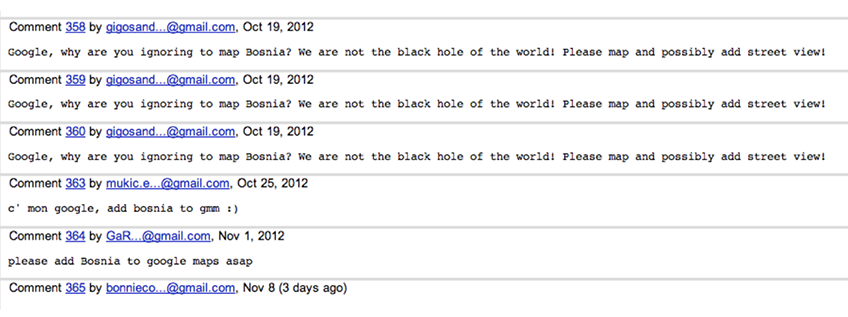 Comment 358 by gigosand...@gmail.com, Oct 19, 2012
Google, why are you ignoring to map Bosnia? We are not the black hole of the world! Please map and possibly add street view!
Comment 359 by gigosand...@gmail.com, Oct 19, 2012
Google, why are you ignoring to map Bosnia? We are not the black hole of the world! Please map and possibly add street view!
Comment 360 by gigosand...@gmail.com, Oct 19, 2012
Google, why are you ignoring to map Bosnia? We are not the black hole of the world! Please map and possibly add street view!
Comment 363 by mukic.e...@gmail.com, Oct 25, 2012
c' mon google, add bosnia to gmm :)
Comment 364 by GaR...@gmail.com, Nov 1, 2012
please add Bosnia to google maps asap
Comment 365 by bonnieco...@gmail.com, Nov 8 (3 days ago)